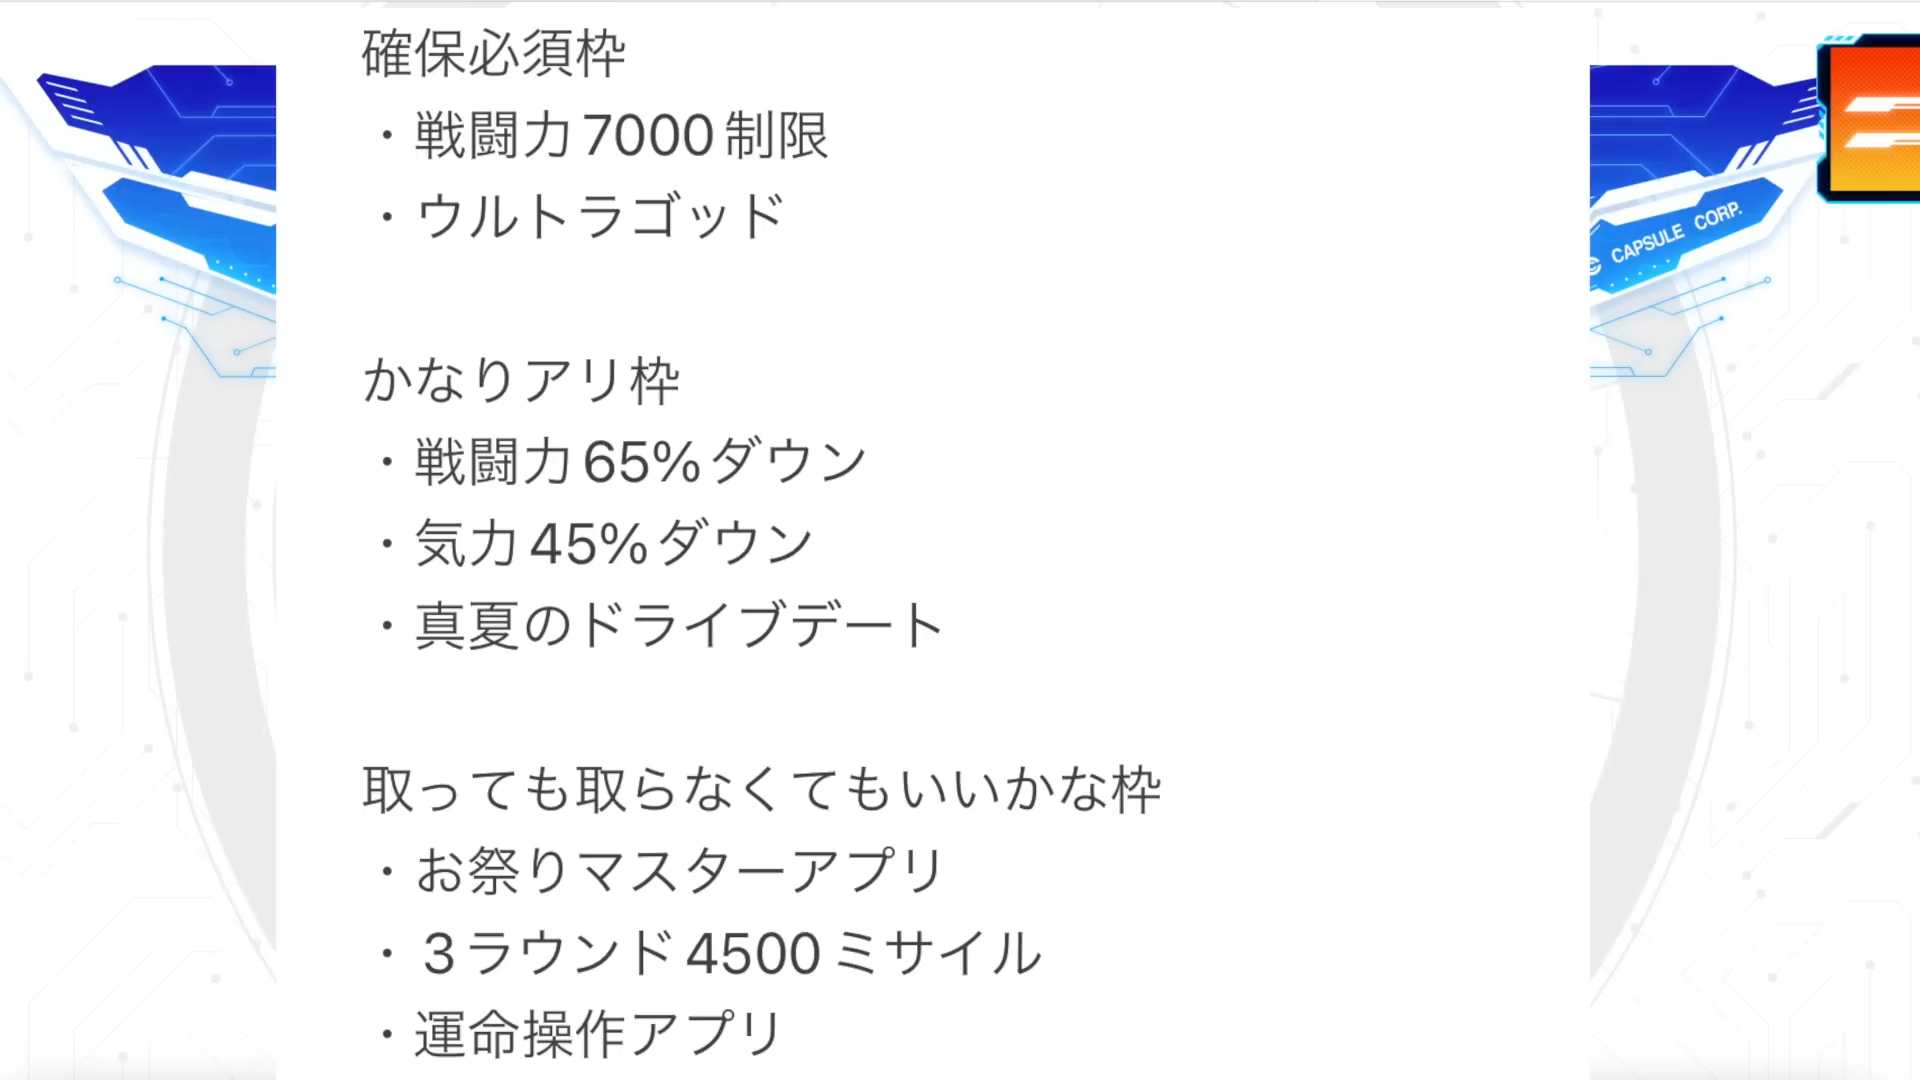 確保必須枠
・戦闘力7000制限
・ウルトラゴッド
かなりアリ枠
・戦闘力65%ダウン
・気力45%ダウン
・真夏のドライブデート
取っても取らなくてもいいかな枠
・お祭りマスターアプリ
・3ラウンド4500ミサイル
・運命操作アプリ
CAPSULE CORP.